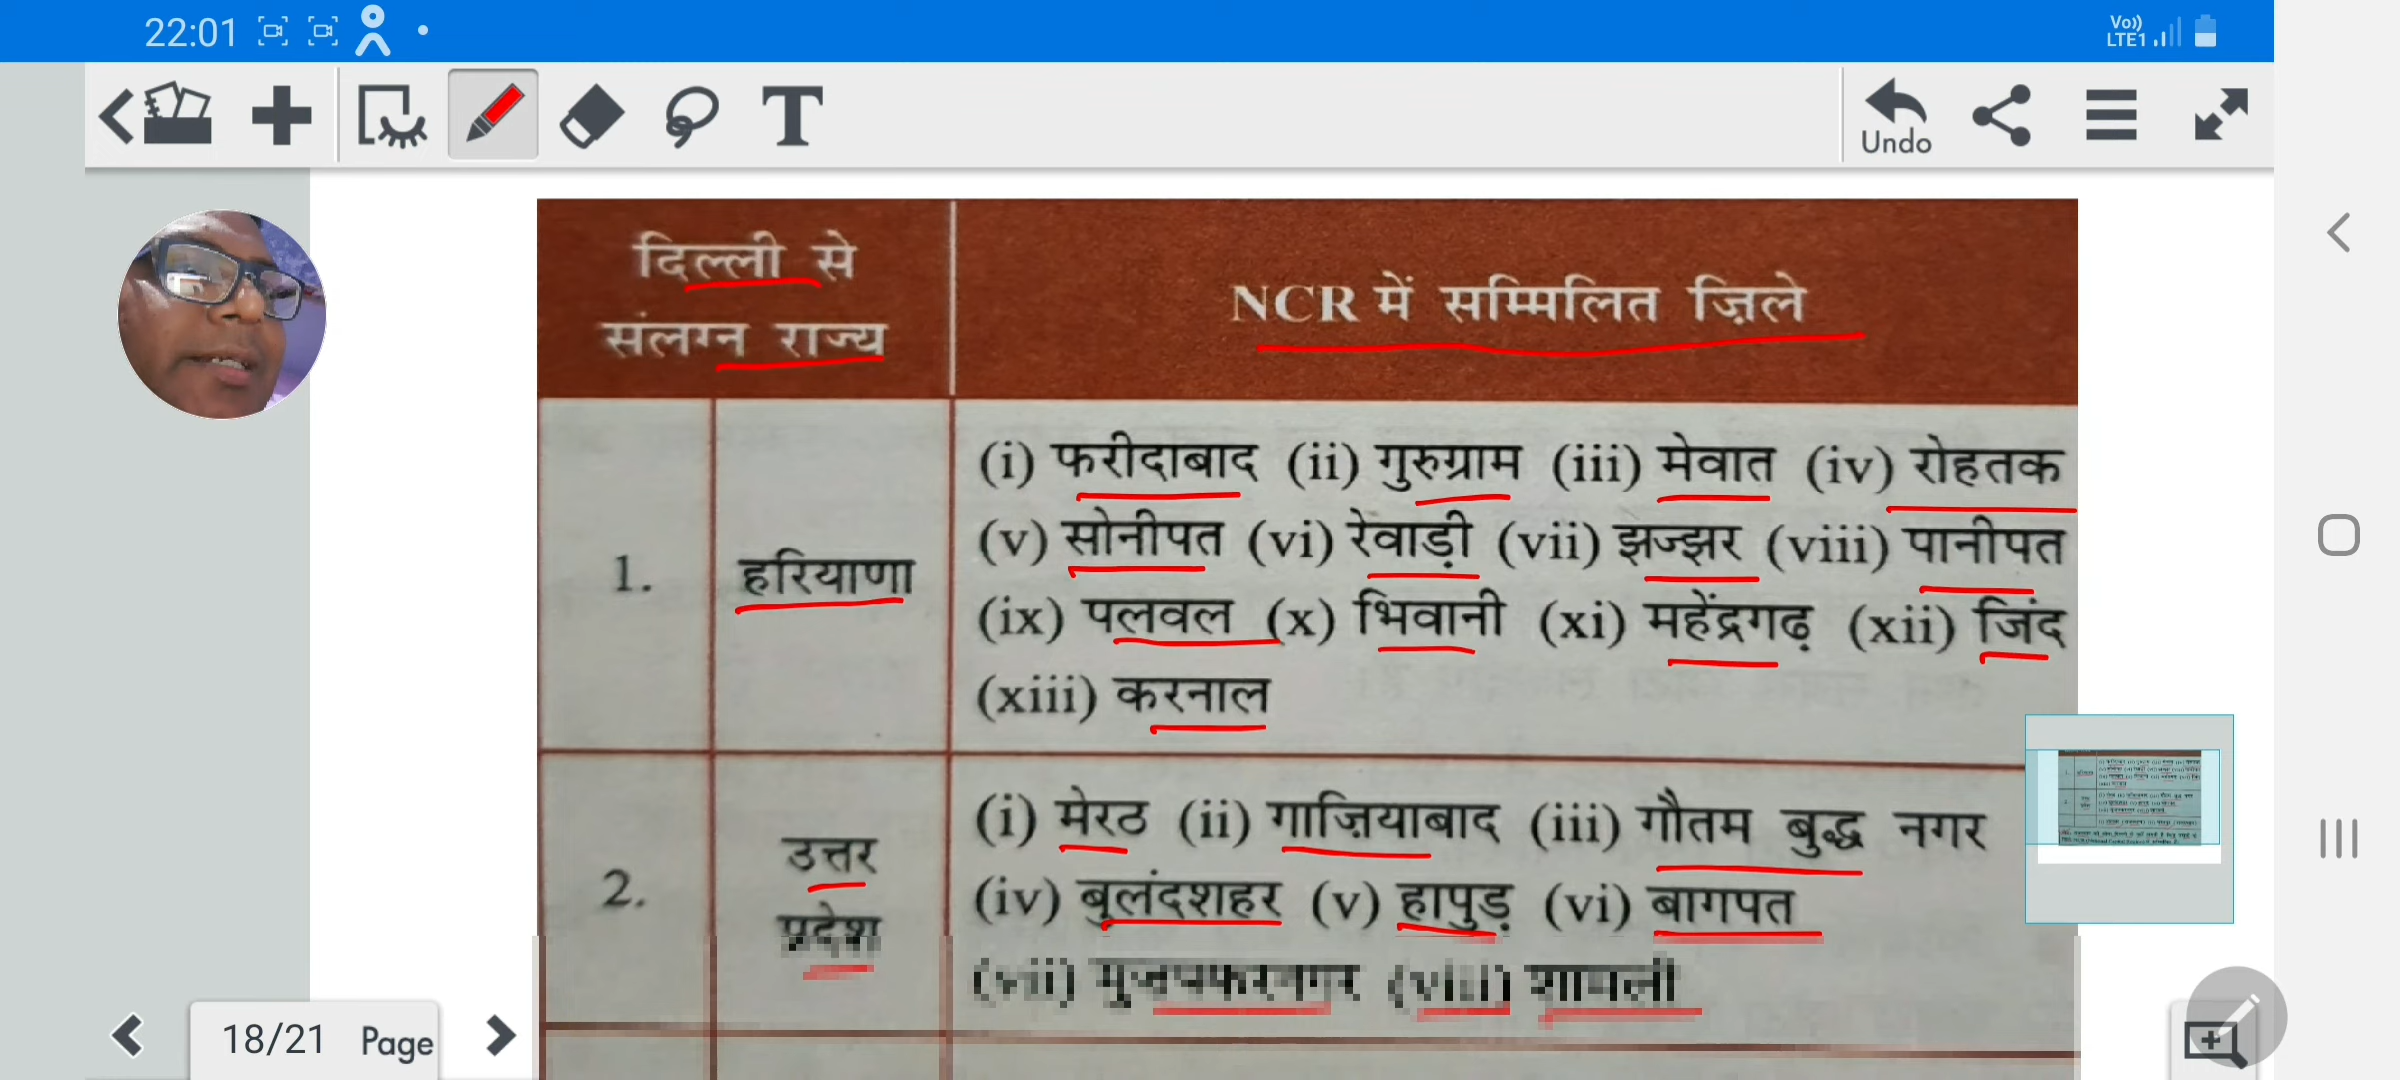 22:01
Vo))
LTE1
T
Undo
दिल्ली से
संलग्न राज्य
NCR में सम्मिलित ज़िले
1.
हरियाणा
(i) फरीदाबाद (ii) गुरुग्राम (iii) मेवात (iv) रोहतक
(v) सोनीपत (vi) रेवाड़ी (vii) झज्झर (viii) पानीपत
(ix) पलवल (x) भिवानी (xi) महेंद्रगढ़ (xii) जिंद
(xiii) करनाल
2.
उत्तर
प्रदेश
(i) मेरठ (ii) गाज़ियाबाद (iii) गौतम बुद्ध नगर
(iv) बुलंदशहर (v) हापुड़ (vi) बागपत
(vii) मुज़फ्फरनगर (viii) शामली
18/21 Page